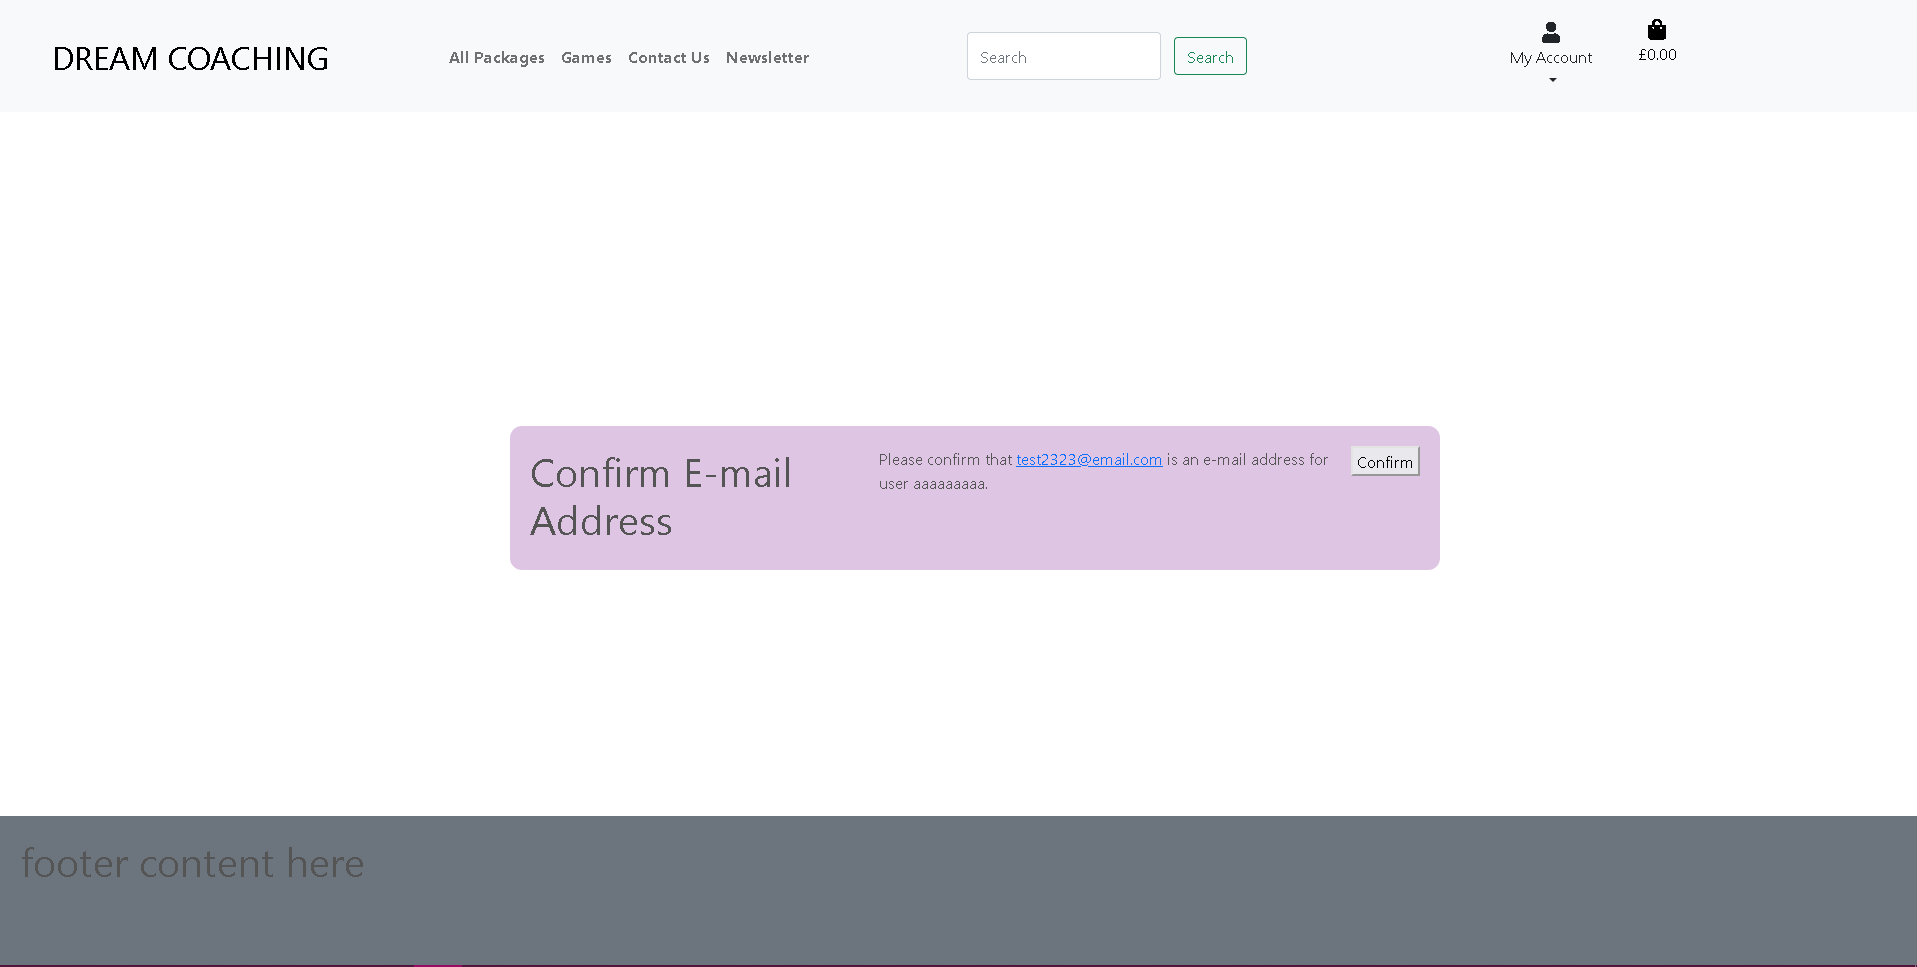 DREAM COACHING
All Packages
Games
Contact Us
Newsletter
Search
Search
My Account
£0.00
Confirm E-mail
Address
Please confirm that test2323@email.com is an e-mail address for
user aaaaaaaaa.
Confirm
footer content here